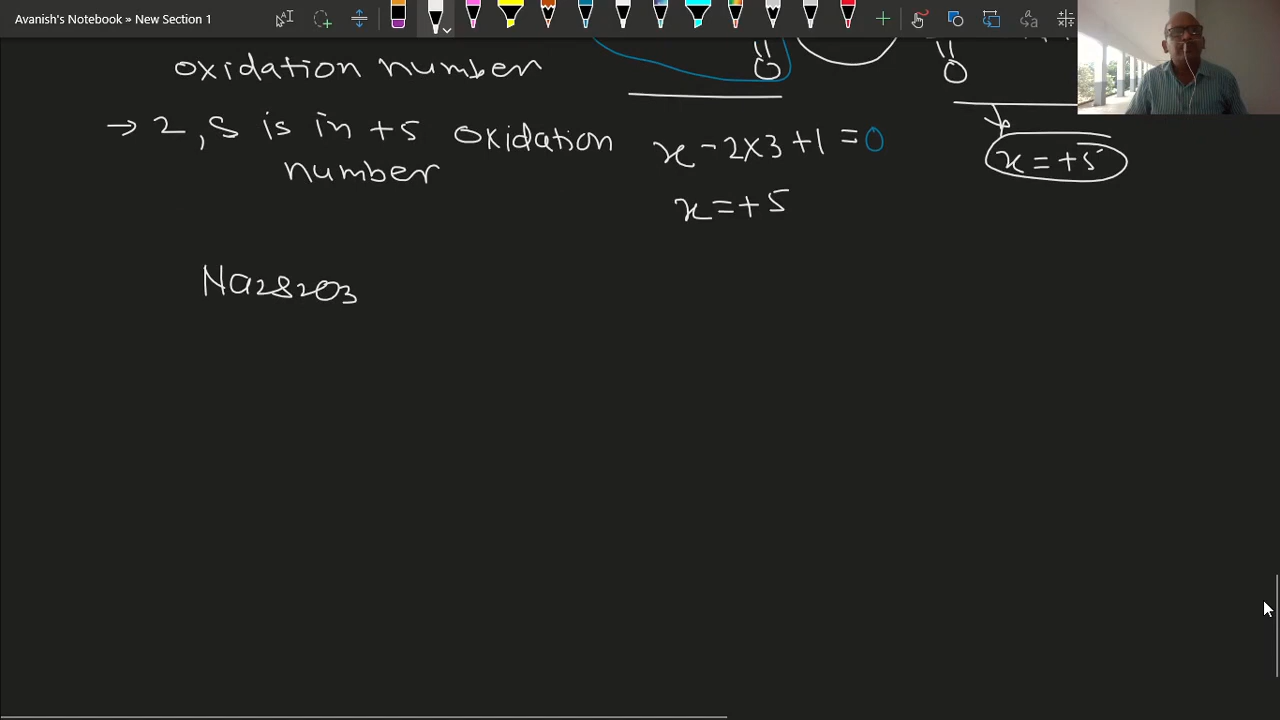 Avanish's Notebook » New Section 1
oxidation number
→ 2, S is in +5 oxidation
number
O
x - 2x3 + 1 = 0
x = +5
O
x = +5
Na2S2O3